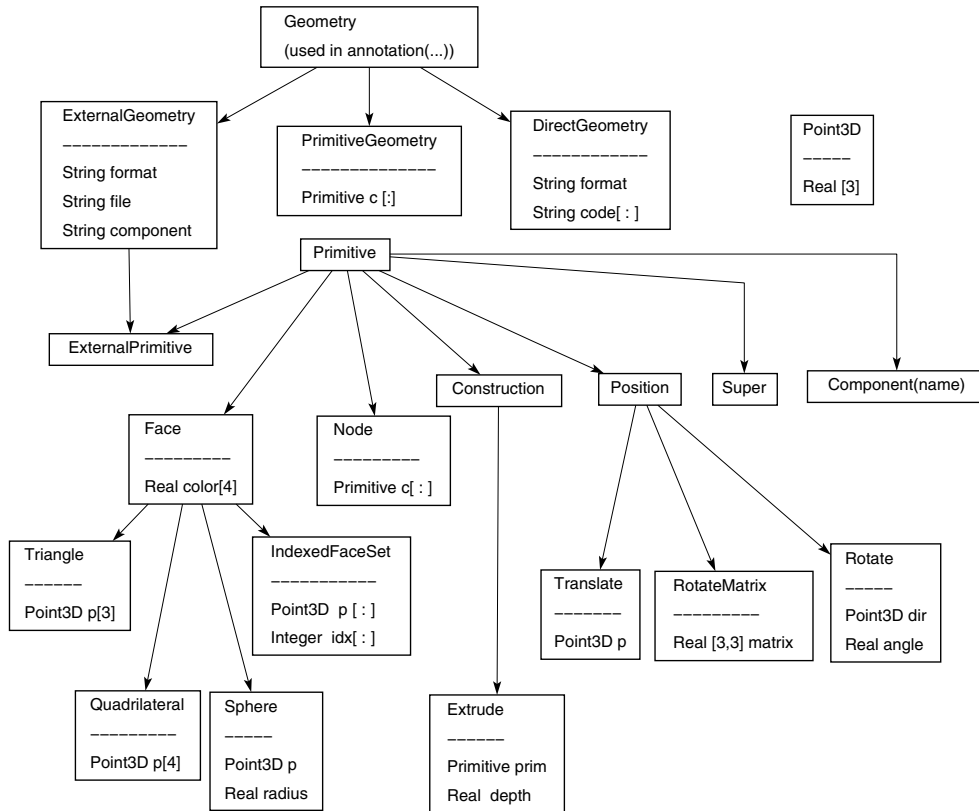 Geometry
(used in annotation(...))
ExternalGeometry
−−−−−−−−−−−−−
String format
String file
String component
PrimitiveGeometry
−−−−−−−−−−−−−−
Primitive c [:]
DirectGeometry
−−−−−−−−−−−−
String format
String code[ : ]
Point3D
−−−−−
Real [3]
Primitive
ExternalPrimitive
Construction
Position
Super
Component(name)
Face
−−−−−−−−−
Real color[4]
Node
−−−−−−−−−
Primitive c[ : ]
Triangle
−−−−−−
Point3D p[3]
IndexedFaceSet
−−−−−−−−−−−
Point3D p [ : ]
Integer idx[ : ]
Translate
−−−−−−−
Point3D p
RotateMatrix
−−−−−−−−−
Real [3,3] matrix
Rotate
−−−−−
Point3D dir
Real angle
Quadrilateral
−−−−−−−−−
Point3D p[4]
Sphere
−−−−−
Point3D p
Real radius
Extrude
−−−−−−
Primitive prim
Real depth